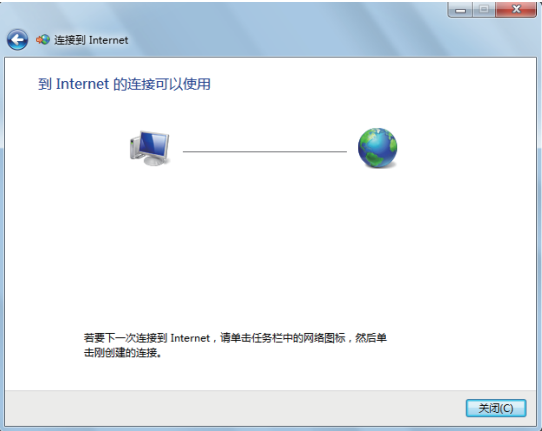 连接到 Internet
到 Internet 的连接可以使用
若要下一次连接到 Internet，请单击任务栏中的网络图标，然后单
击刚创建的连接。
关闭(C)